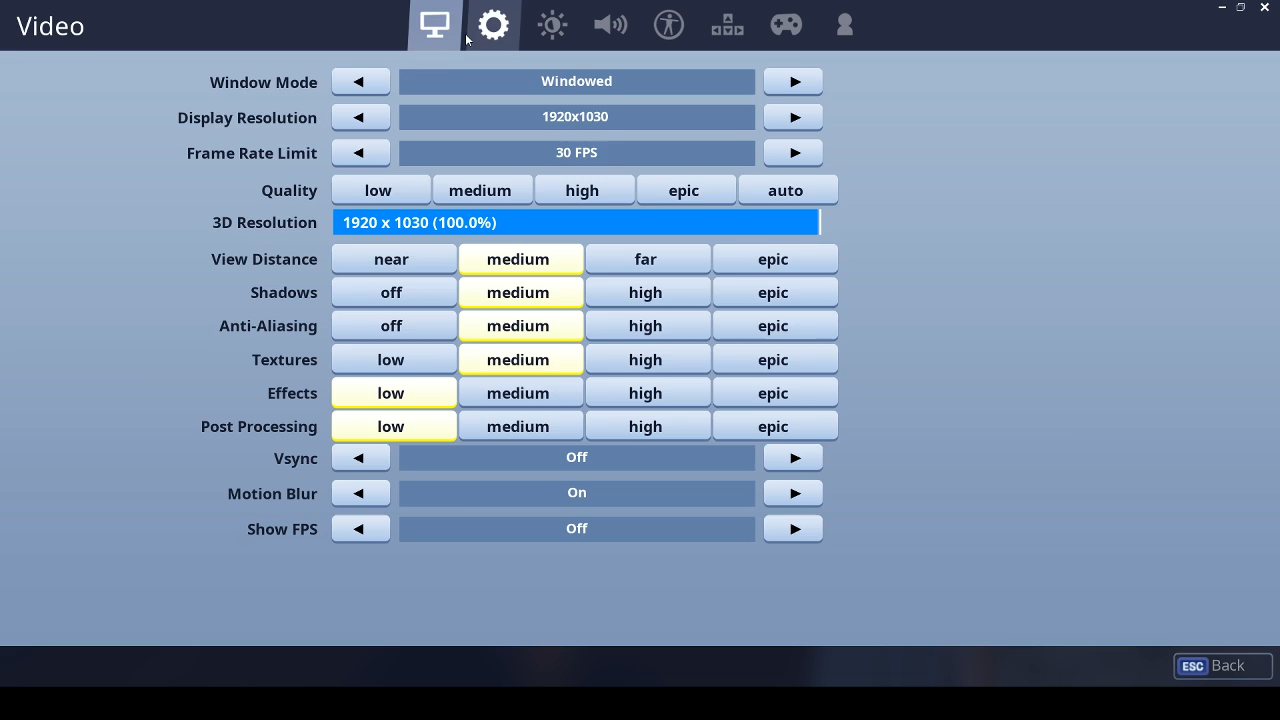 Video
Window Mode ◄ Windowed ►
Display Resolution ◄ 1920x1030 ►
Frame Rate Limit ◄ 30 FPS ►
Quality low medium high epic auto
3D Resolution 1920 x 1030 (100.0%)
View Distance near medium far epic
Shadows off medium high epic
Anti-Aliasing off medium high epic
Textures low medium high epic
Effects low medium high epic
Post Processing low medium high epic
Vsync ◄ Off ►
Motion Blur ◄ On ►
Show FPS ◄ Off ►
ESC Back